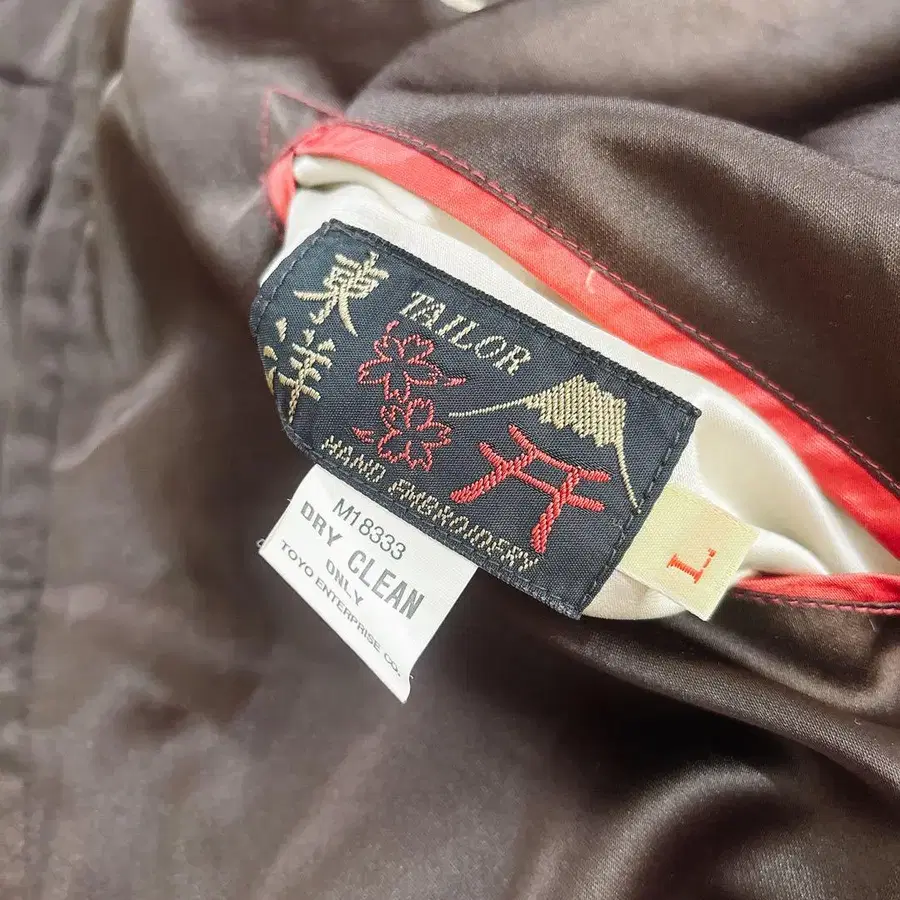 東洋
TAILOR
HAND EMBROIDERY
L
M18333
DRY CLEAN
ONLY
TOYO ENTERPRISE CO.